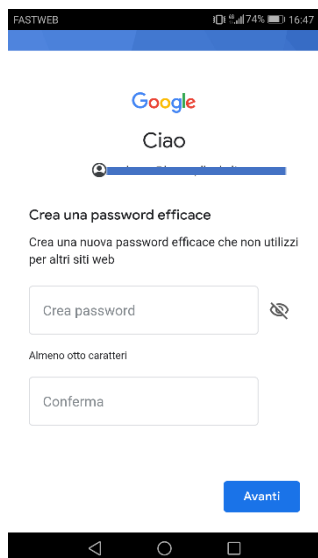 FASTWEB 74% 16:47
Google
Ciao
Crea una password efficace
Crea una nuova password efficace che non utilizzi
per altri siti web
Crea password
Almeno otto caratteri
Conferma
Avanti